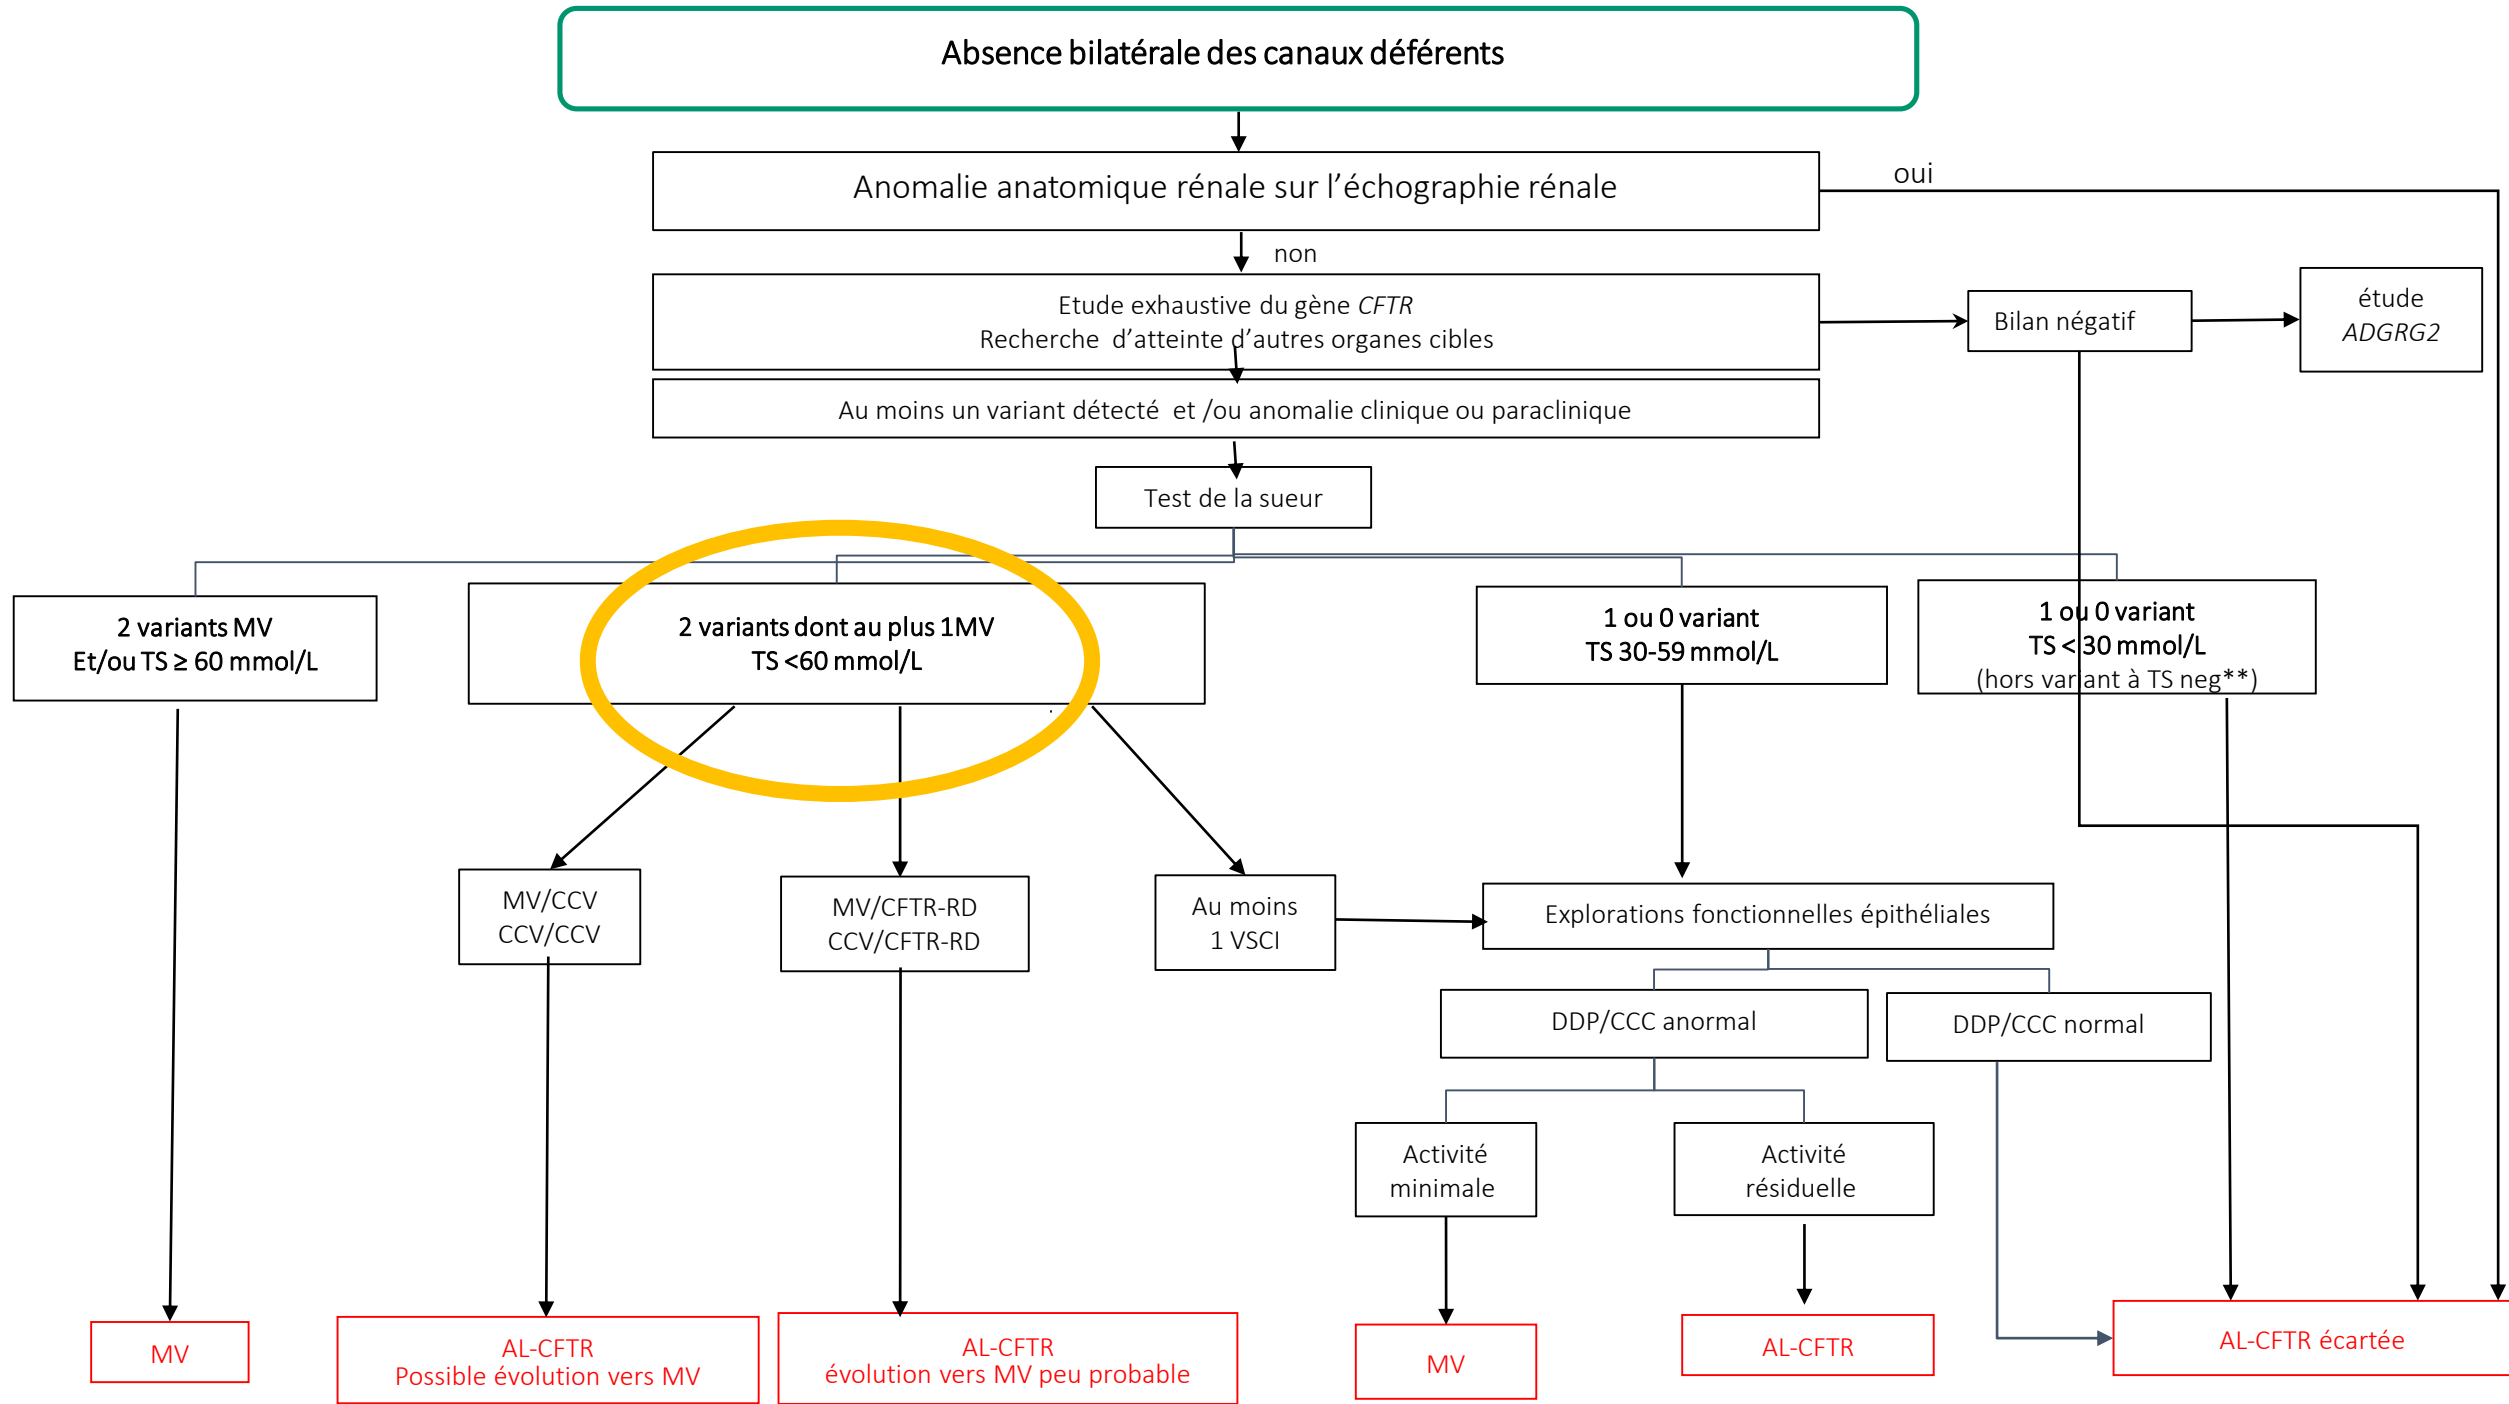 Absence bilatérale des canaux déférents
Anomalie anatomique rénale sur l’échographie rénale
oui
non
Etude exhaustive du gène CFTR
Recherche d’atteinte d’autres organes cibles
Bilan négatif
étude
ADGRG2
Au moins un variant détecté et /ou anomalie clinique ou paraclinique
Test de la sueur
2 variants MV
Et/ou TS ≥ 60 mmol/L
2 variants dont au plus 1MV
TS <60 mmol/L
.
1 ou 0 variant
TS 30-59 mmol/L
1 ou 0 variant
TS < 30 mmol/L
(hors variant à TS neg**)
MV/CCV
CCV/CCV
MV/CFTR-RD
CCV/CFTR-RD
Au moins
1 VSCI
Explorations fonctionnelles épithéliales
DDP/CCC anormal
DDP/CCC normal
Activité
minimale
Activité
résiduelle
MV
AL-CFTR
Possible évolution vers MV
AL-CFTR
évolution vers MV peu probable
MV
AL-CFTR
AL-CFTR écartée